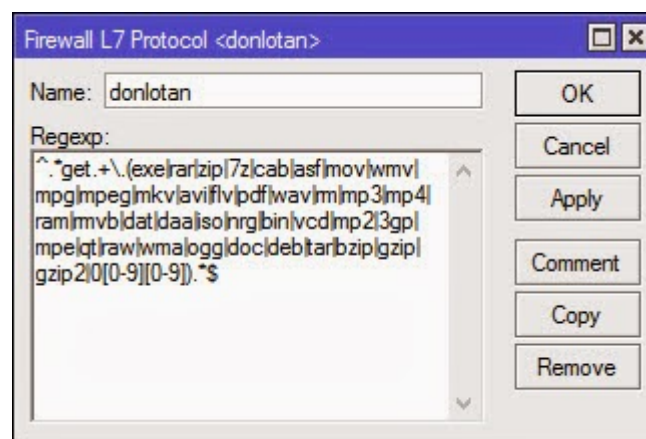 Firewall L7 Protocol <donlotan>
Name: donlotan
OK
Regexp:
Cancel
^.*get.+\.(exe|rar|zip|7z|cab|asf|mov|wmv|
mpg|mpeg|mkv|avi|flv|pdf|wav|rm|mp3|mp4|
ram|rmvb|dat|daa|iso|nrg|bin|vcd|mp2|3gp|
mpe|qt|raw|wma|ogg|doc|deb|tar|bzip|gzip|
gzip2|0[0-9][0-9]).*$
Apply
Comment
Copy
Remove